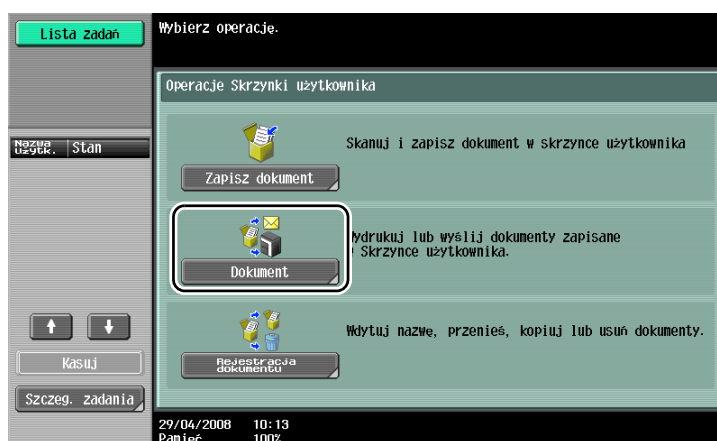 Lista zadań
Wybierz operację.
Operacje Skrzynki użytkownika
Nazwa
Użytk.
Stan
Skanuj i zapisz dokument w skrzynce użytkownika
Zapisz dokument
ydrukuj lub wyślij dokumenty zapisane
Skrzynce użytkownika.
Dokument
Wdytuj nazwę, przenieś, kopiuj lub usuń dokumenty.
Rejestracja
dokumentu
Kasuj
Szczeg. zadania
29/04/2008 10:13
Pamięć 100%